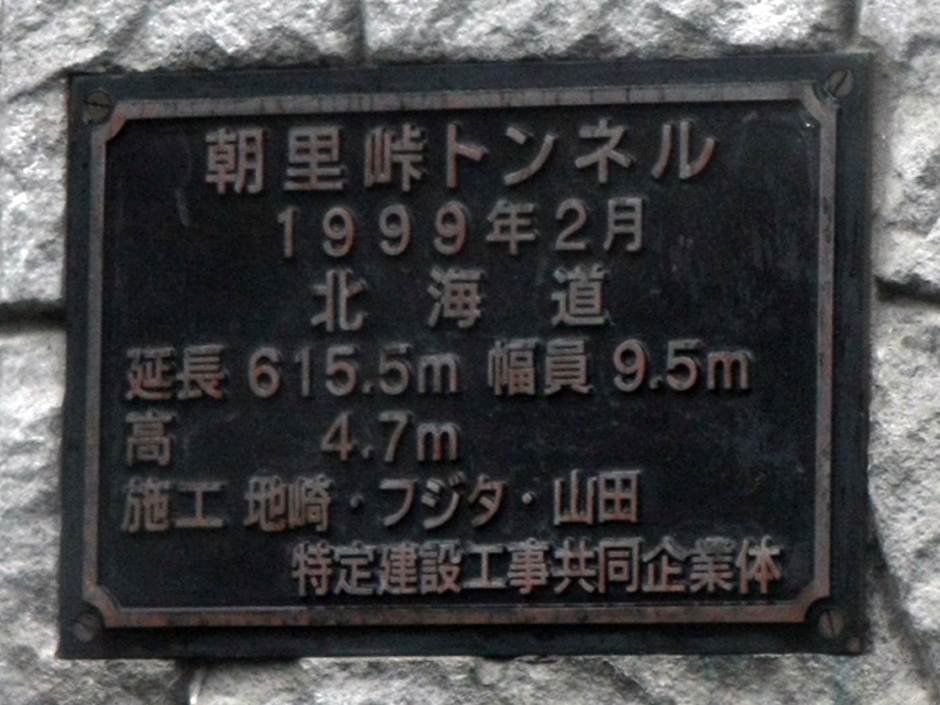 朝里峠トンネル
1999年2月
北海道
延長 615.5m 幅員 9.5m
高 4.7m
施工 地崎・フジタ・山田
特定建設工事共同企業体